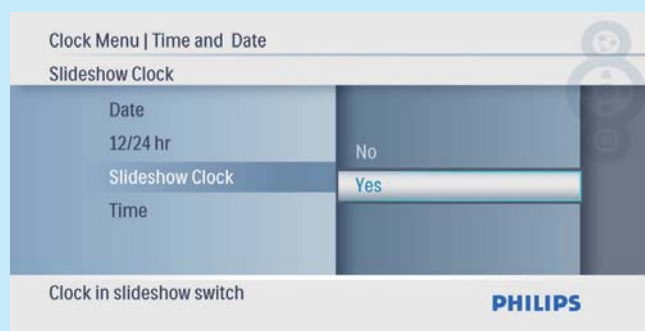 Clock Menu | Time and Date
Slideshow Clock
Date
12/24 hr
Slideshow Clock
Time
No
Yes
Clock in slideshow switch
PHILIPS